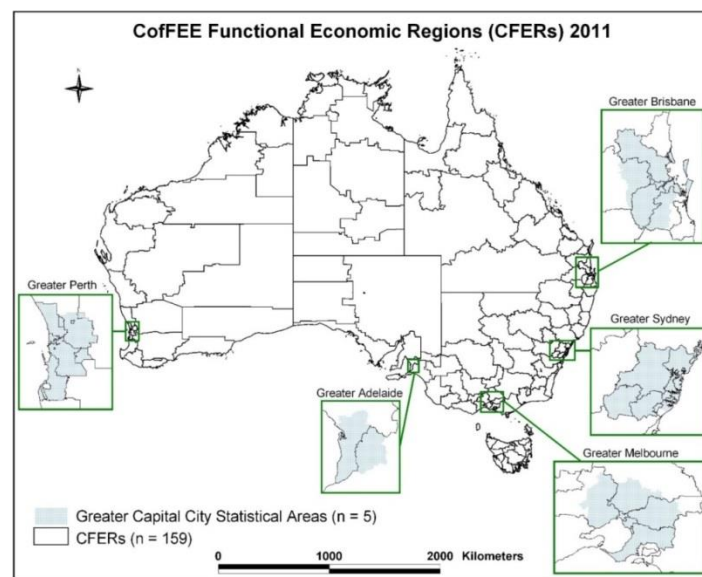 CofFEE Functional Economic Regions (CFERs) 2011
N
Greater Brisbane
Greater Perth
Greater Sydney
Greater Adelaide
Greater Melbourne
Greater Capital City Statistical Areas (n = 5)
CFERs (n = 159)
0 1000 2000 Kilometers